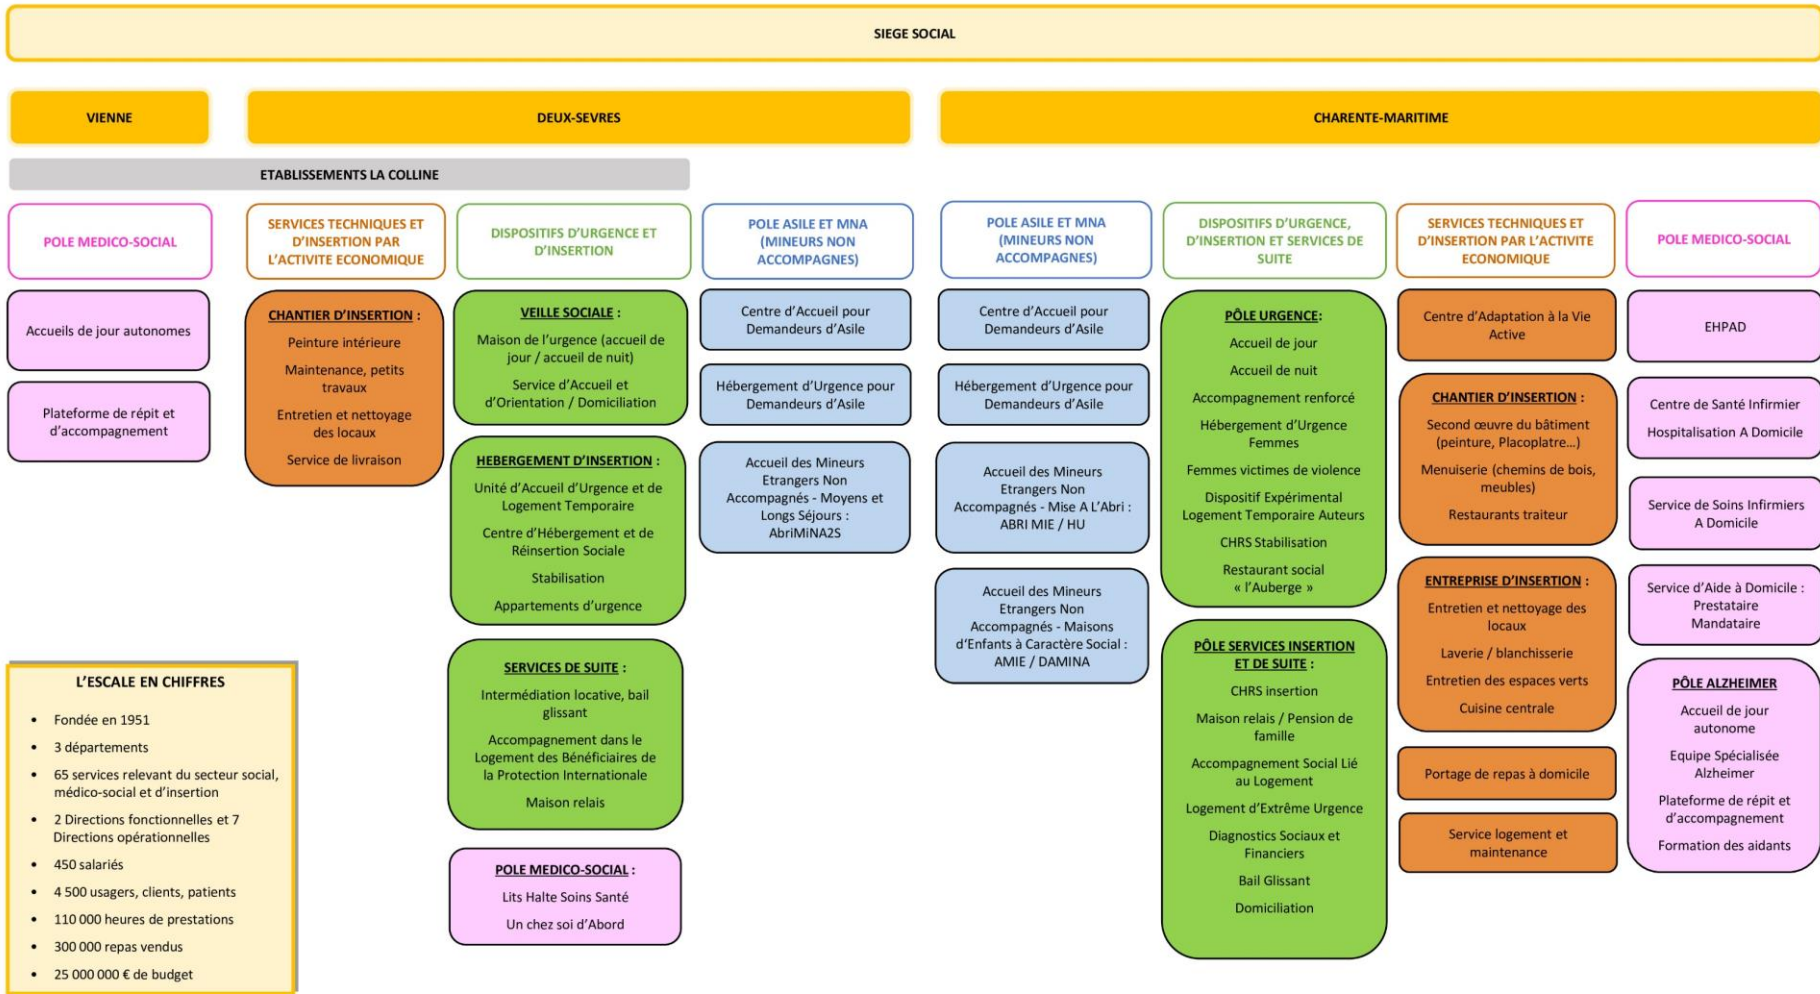 SIEGE SOCIAL
VIENNE
DEUX-SEVRES
CHARENTE-MARITIME
ETABLISSEMENTS LA COLLINE
POLE MEDICO-SOCIAL
Accueils de jour autonomes
Plateforme de répit et
d'accompagnement
SERVICES TECHNIQUES ET
D'INSERTION PAR
L'ACTIVITE ECONOMIQUE
CHANTIER D'INSERTION :
Peinture intérieure
Maintenance, petits
travaux
Entretien et nettoyage
des locaux
Service de livraison
DISPOSITIFS D'URGENCE ET
D'INSERTION
VEILLE SOCIALE :
Maison de l'urgence (accueil de
jour / accueil de nuit)
Service d'Accueil et
d'Orientation / Domiciliation
HEBERGEMENT D'INSERTION :
Unité d'Accueil d'Urgence et de
Logement Temporaire
Centre d'Hébergement et de
Réinsertion Sociale
Stabilisation
Appartements d'urgence
SERVICES DE SUITE :
Intermédiation locative, bail
glissant
Accompagnement dans le
Logement des Bénéficiaires de
la Protection Internationale
Maison relais
POLE MEDICO-SOCIAL :
Lits Halte Soins Santé
Un chez soi d'Abord
POLE ASILE ET MNA
(MINEURS NON
ACCOMPAGNES)
Centre d'Accueil pour
Demandeurs d'Asile
Hébergement d'Urgence pour
Demandeurs d'Asile
Accueil des Mineurs
Etrangers Non
Accompagnés - Moyens et
Longs Séjours :
AbriMiNA2S
POLE ASILE ET MNA
(MINEURS NON
ACCOMPAGNES)
Centre d'Accueil pour
Demandeurs d'Asile
Hébergement d'Urgence pour
Demandeurs d'Asile
Accueil des Mineurs
Etrangers Non
Accompagnés - Mise A L'Abri :
ABRI MIE / HU
Accueil des Mineurs
Etrangers Non
Accompagnés - Maisons
d'Enfants à Caractère Social :
AMIE / DAMINA
DISPOSITIFS D'URGENCE,
D'INSERTION ET SERVICES DE
SUITE
PÔLE URGENCE:
Accueil de jour
Accueil de nuit
Accompagnement renforcé
Hébergement d'Urgence
Femmes
Femmes victimes de violence
Dispositif Expérimental
Logement Temporaire Auteurs
CHRS Stabilisation
Restaurant social
« l'Auberge »
PÔLE SERVICES INSERTION
ET DE SUITE :
CHRS insertion
Maison relais / Pension de
famille
Accompagnement Social Lié
au Logement
Logement d'Extrême Urgence
Diagnostics Sociaux et
Financiers
Bail Glissant
Domiciliation
SERVICES TECHNIQUES ET
D'INSERTION PAR L'ACTIVITE
ECONOMIQUE
Centre d'Adaptation à la Vie
Active
CHANTIER D'INSERTION :
Second œuvre du bâtiment
(peinture, Placoplatre...)
Menuiserie (chemins de bois,
meubles)
Restaurants traiteur
ENTREPRISE D'INSERTION :
Entretien et nettoyage des
locaux
Laverie / blanchisserie
Entretien des espaces verts
Cuisine centrale
Portage de repas à domicile
Service logement et
maintenance
POLE MEDICO-SOCIAL
EHPAD
Centre de Santé Infirmier
Hospitalisation A Domicile
Service de Soins Infirmiers
A Domicile
Service d'Aide à Domicile :
Prestataire
Mandataire
PÔLE ALZHEIMER
Accueil de jour
autonome
Equipe Spécialisée
Alzheimer
Plateforme de répit et
d'accompagnement
Formation des aidants
L'ESCALE EN CHIFFRES
• Fondée en 1951
• 3 départements
• 65 services relevant du secteur social,
médico-social et d'insertion
• 2 Directions fonctionnelles et 7
Directions opérationnelles
• 450 salariés
• 4 500 usagers, clients, patients
• 110 000 heures de prestations
• 300 000 repas vendus
• 25 000 000 € de budget